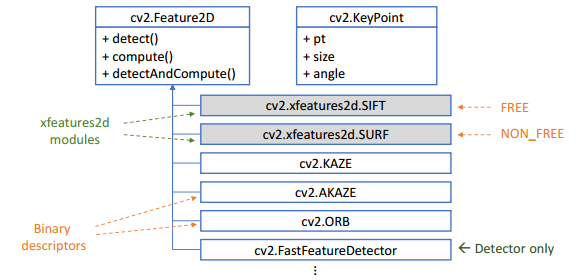 cv2.Feature2D
+ detect()
+ compute()
+ detectAndCompute()
cv2.KeyPoint
+ pt
+ size
+ angle
cv2.xfeatures2d.SIFT
FREE
xfeatures2d
modules
cv2.xfeatures2d.SURF
NON_FREE
cv2.KAZE
cv2.AKAZE
Binary
descriptors
cv2.ORB
cv2.FastFeatureDetector
← Detector only
⋮